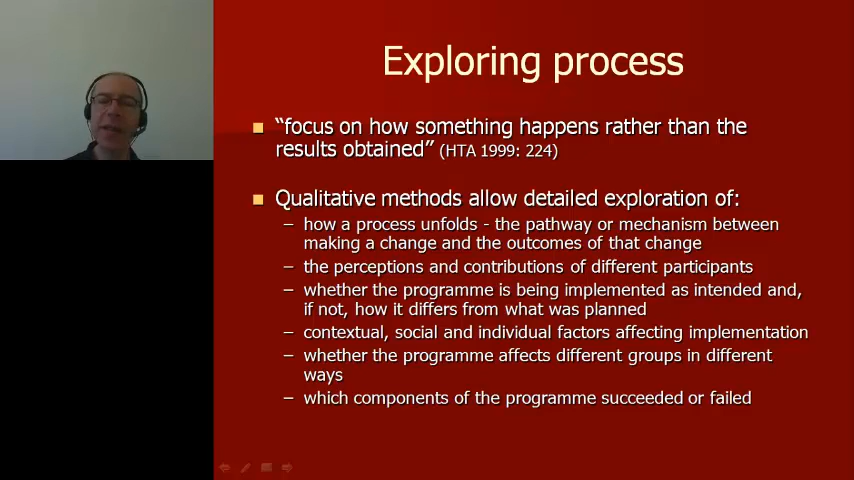 Exploring process
“focus on how something happens rather than the
results obtained” (HTA 1999: 224)
Qualitative methods allow detailed exploration of:
– how a process unfolds - the pathway or mechanism between
making a change and the outcomes of that change
– the perceptions and contributions of different participants
– whether the programme is being implemented as intended and,
if not, how it differs from what was planned
– contextual, social and individual factors affecting implementation
– whether the programme affects different groups in different
ways
– which components of the programme succeeded or failed